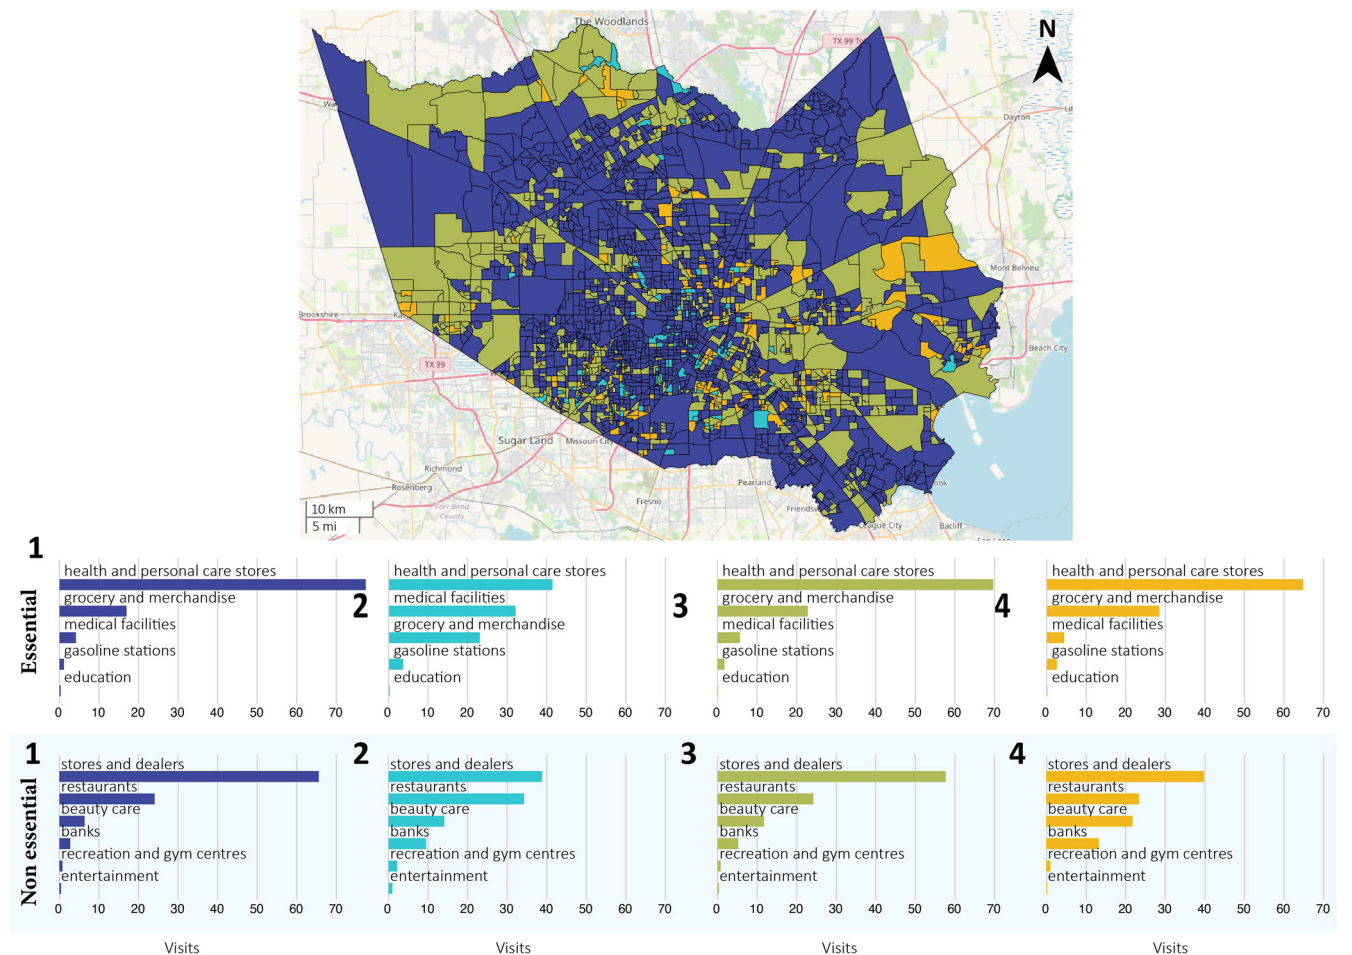 The Woodlands
N
TX 99 Tol
Dayton
Mont Belvieu
Brookshire
Beach City
TX 99
Sugar Land
Missouri City
Richmond
Pearland
Rosenberg
Fort Bend
County
Fresno
League City
Bacliff
10 km
5 mi
1
2
3
4
Essential
health and personal care stores
grocery and merchandise
medical facilities
gasoline stations
education
0 10 20 30 40 50 60 70
health and personal care stores
medical facilities
grocery and merchandise
gasoline stations
education
0 10 20 30 40 50 60 70
health and personal care stores
grocery and merchandise
medical facilities
gasoline stations
education
0 10 20 30 40 50 60 70
health and personal care stores
grocery and merchandise
medical facilities
gasoline stations
education
0 10 20 30 40 50 60 70
Non essential
1
stores and dealers
restaurants
beauty care
banks
recreation and gym centres
entertainment
0 10 20 30 40 50 60 70
Visits
2
stores and dealers
restaurants
beauty care
banks
recreation and gym centres
entertainment
0 10 20 30 40 50 60 70
Visits
3
stores and dealers
restaurants
beauty care
banks
recreation and gym centres
entertainment
0 10 20 30 40 50 60 70
Visits
4
stores and dealers
restaurants
beauty care
banks
recreation and gym centres
entertainment
0 10 20 30 40 50 60 70
Visits